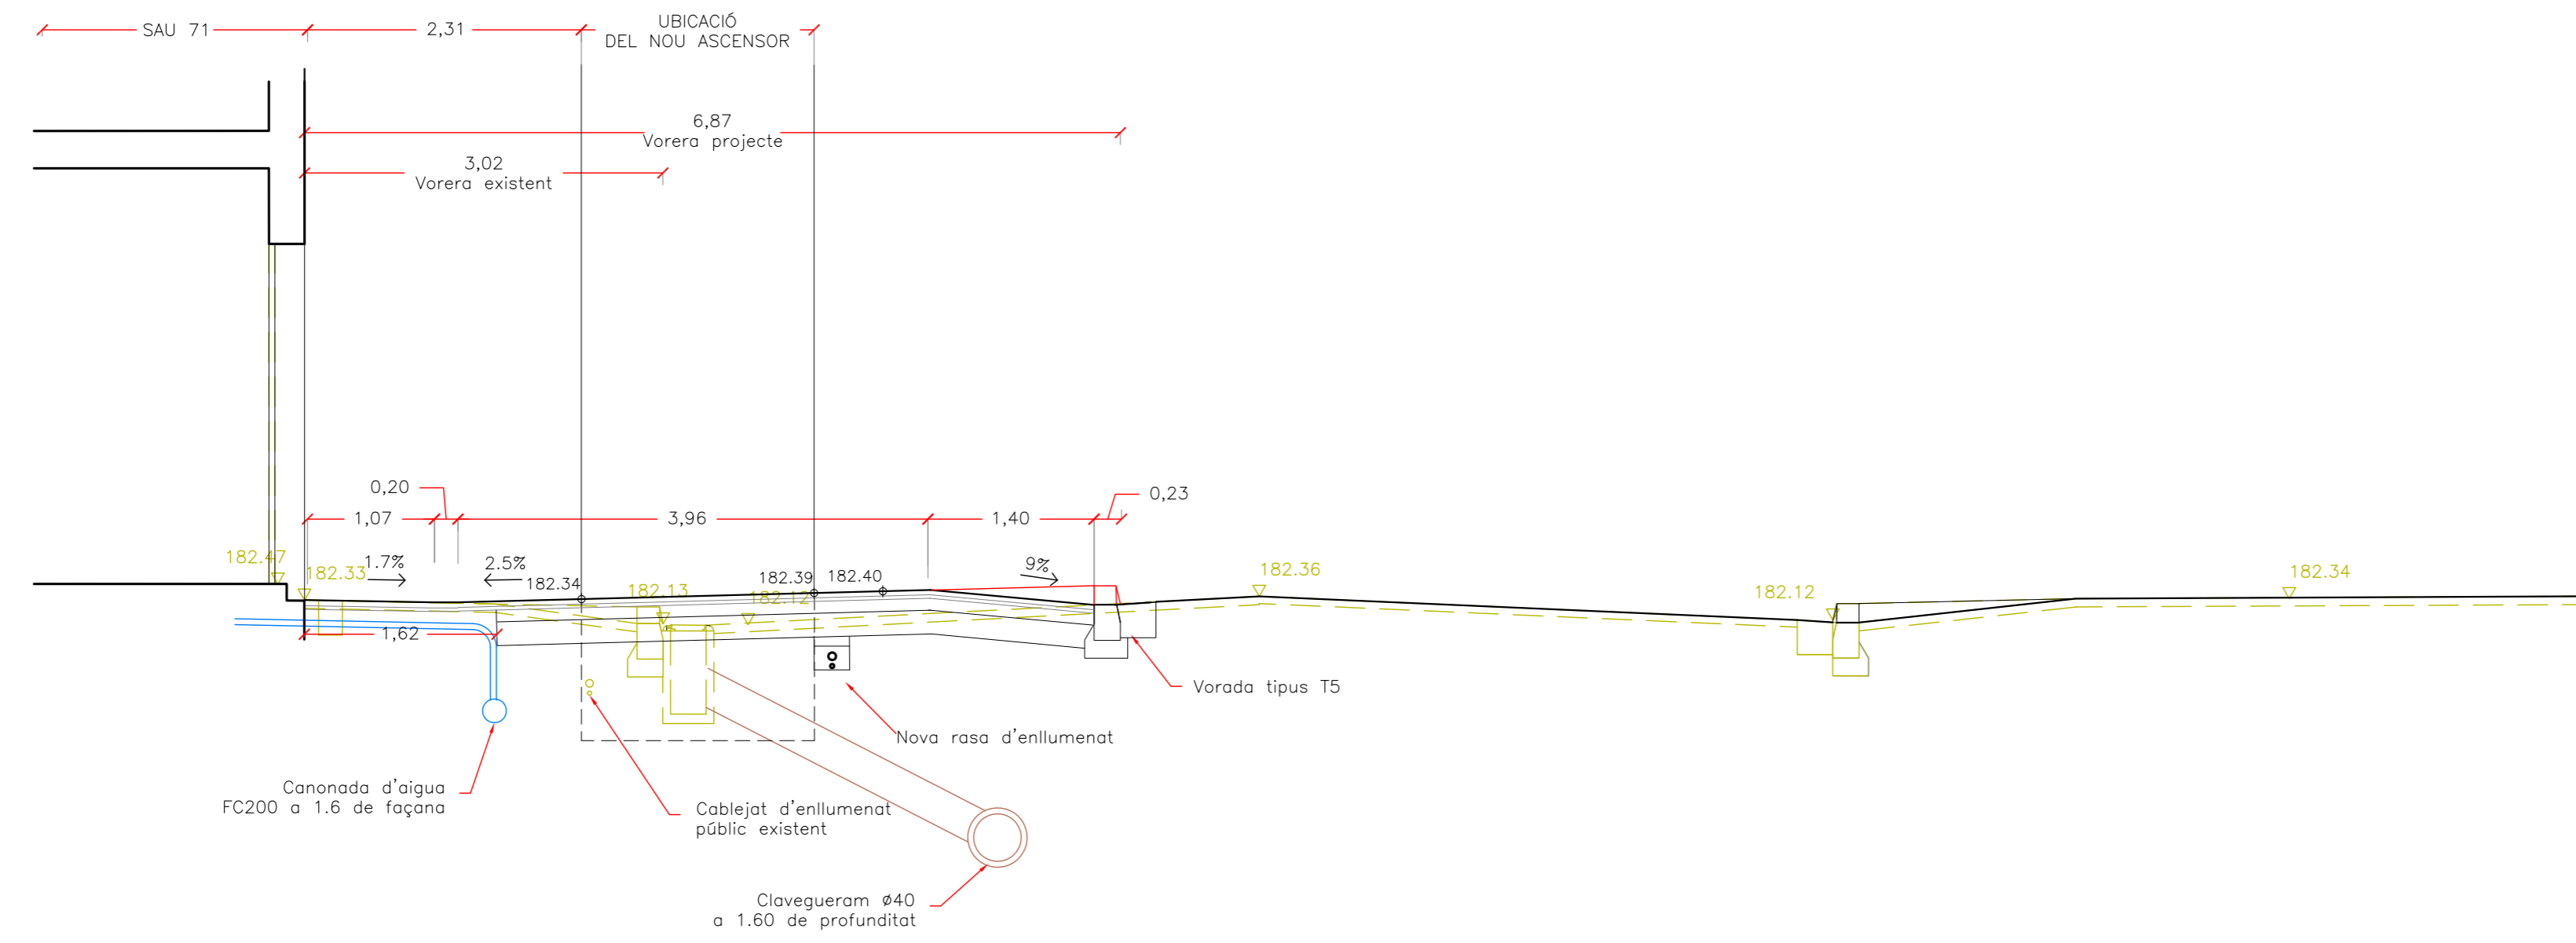 SAU 71
2,31
UBICACIÓ
DEL NOU ASCENSOR
6,87
Vorera projecte
3,02
Vorera existent
0,20
0,23
1,07
3,96
1,40
182.47
182.33
1.7%
2.5%
182.34
182.13
182.12
182.39
182.40
9%
182.36
182.12
182.34
1,62
Vorada tipus T5
Nova rasa d'enllumenat
Canonada d'aigua
FC200 a 1.6 de façana
Cablejat d'enllumenat
públic existent
Clavegueram ø40
a 1.60 de profunditat